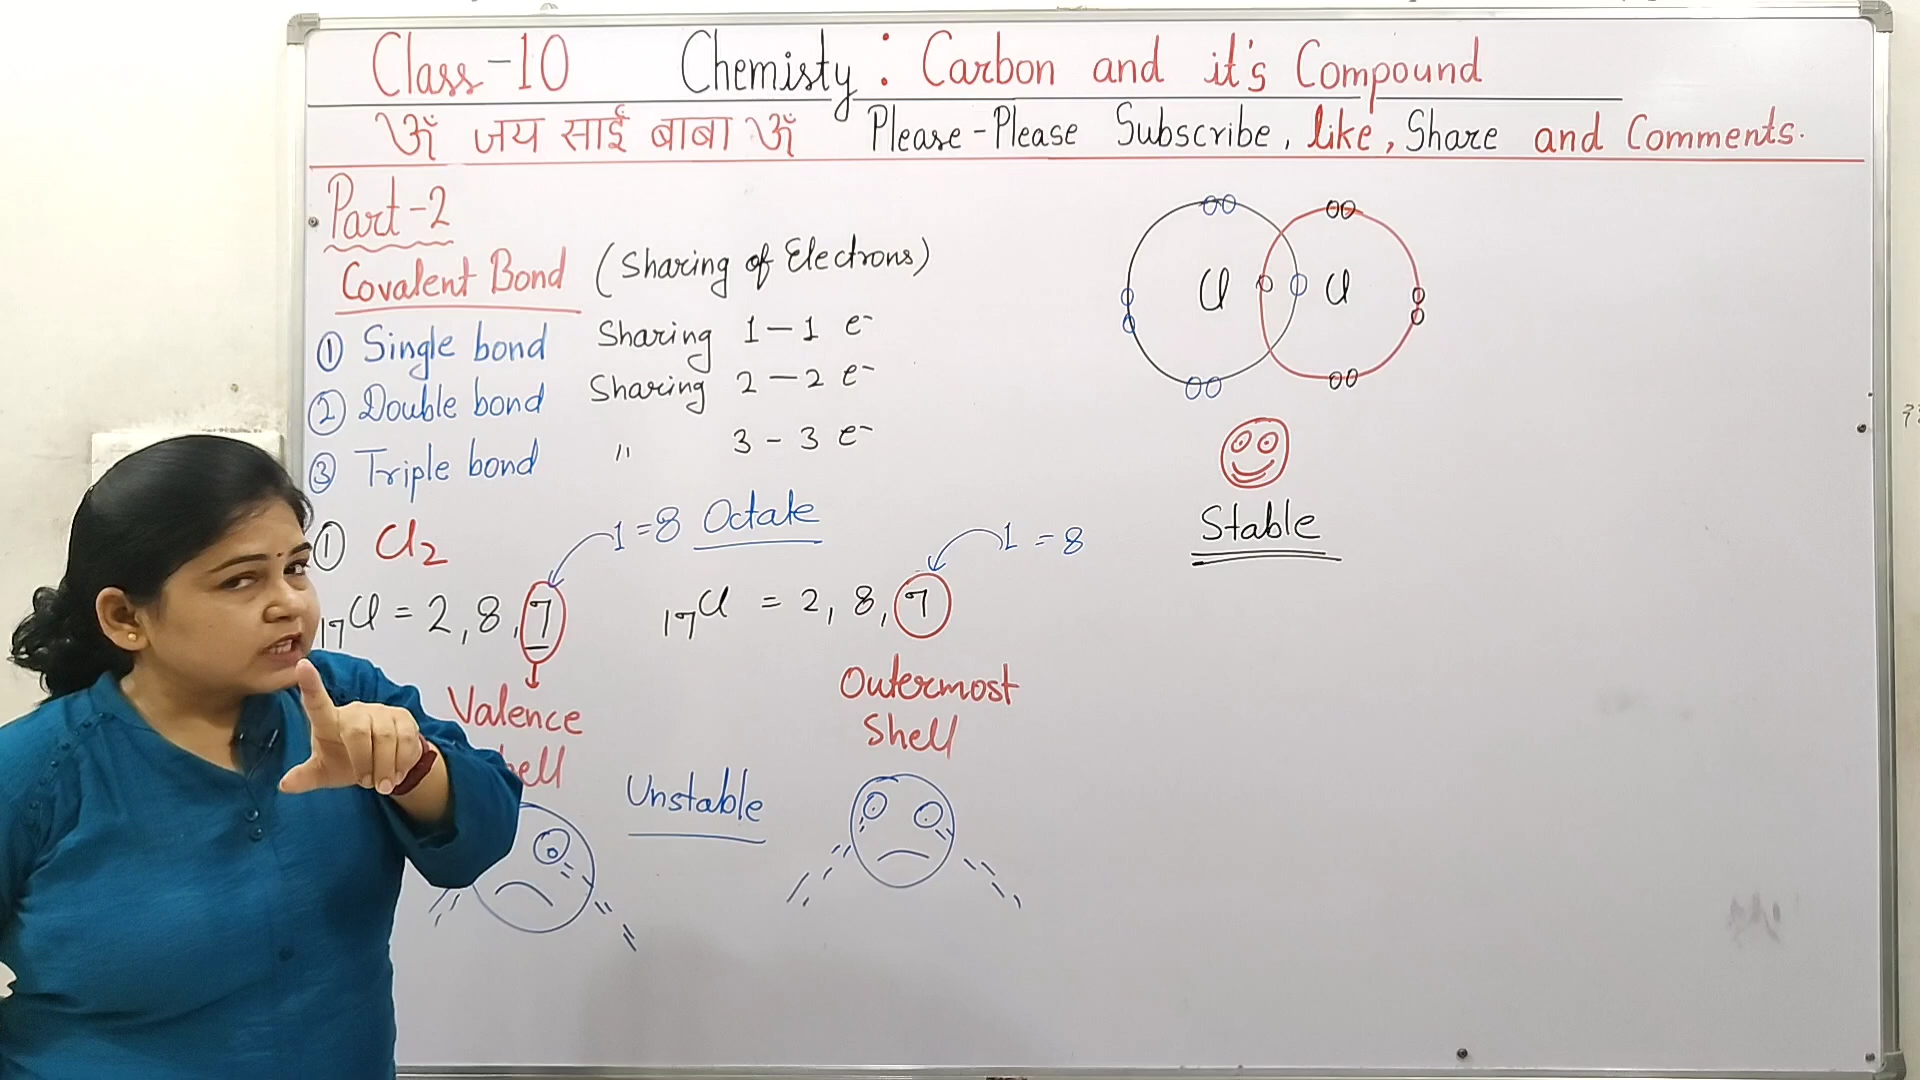 Class-10 Chemisty : Carbon and it's Compound
ॐ जय साई बाबा ॐ Please-Please Subscribe, like, Share and Comments.
Part-2
Covalent Bond (Sharing of Electrons)
① Single bond Sharing 1 – 1 e⁻
② Double bond Sharing 2 – 2 e⁻
③ Triple bond " 3 - 3 e⁻
① Cl₂
1 = 8 Octate
1 = 8
₁₇Cl = 2, 8, 7
₁₇Cl = 2, 8, 7
Valence
Outermost
Shell
Unstable
Cl Cl
Stable